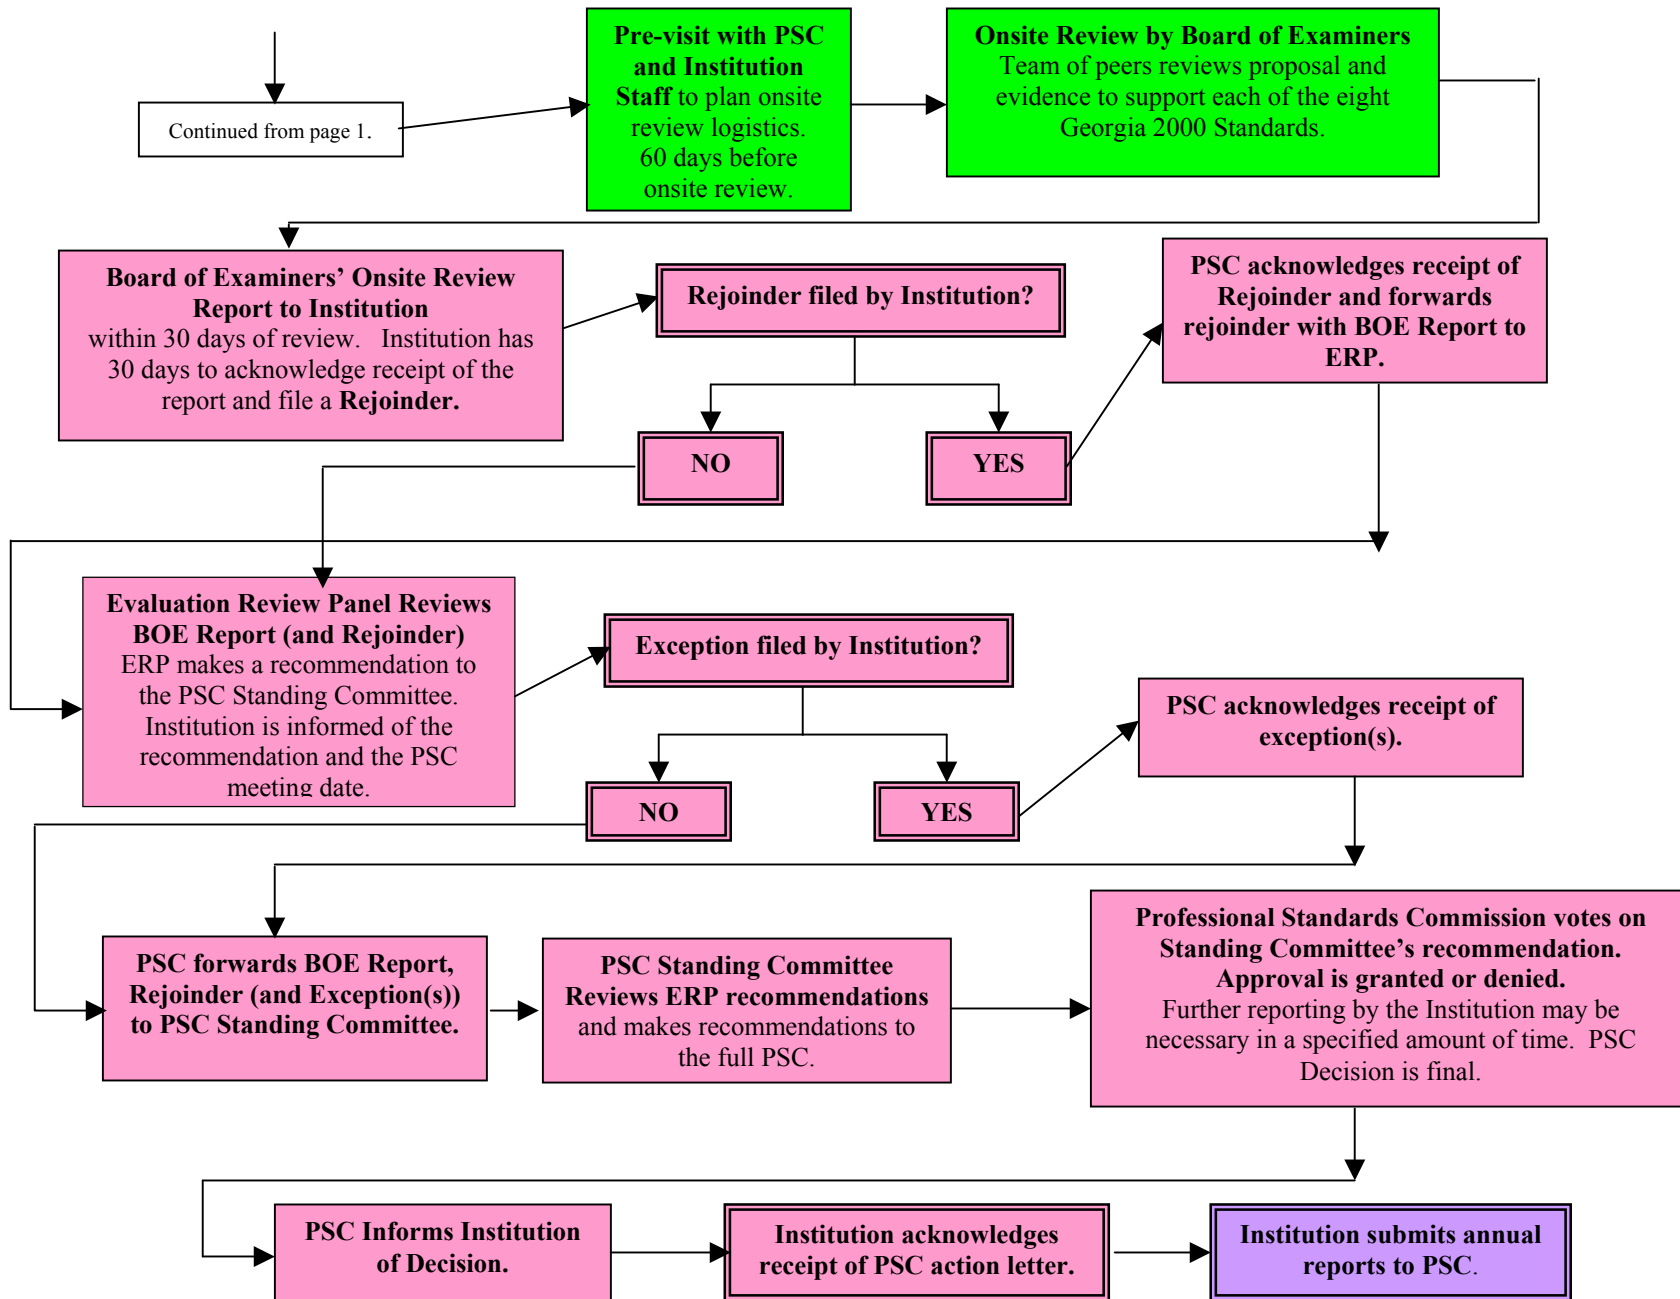 Continued from page 1.
Pre-visit with PSC
and Institution
Staff to plan onsite
review logistics.
60 days before
onsite review.
Onsite Review by Board of Examiners
Team of peers reviews proposal and
evidence to support each of the eight
Georgia 2000 Standards.
Board of Examiners’ Onsite Review
Report to Institution
within 30 days of review. Institution has
30 days to acknowledge receipt of the
report and file a Rejoinder.
Rejoinder filed by Institution?
NO
YES
PSC acknowledges receipt of
Rejoinder and forwards
rejoinder with BOE Report to
ERP.
Evaluation Review Panel Reviews
BOE Report (and Rejoinder)
ERP makes a recommendation to
the PSC Standing Committee.
Institution is informed of the
recommendation and the PSC
meeting date.
Exception filed by Institution?
NO
YES
PSC acknowledges receipt of
exception(s).
PSC forwards BOE Report,
Rejoinder (and Exception(s))
to PSC Standing Committee.
PSC Standing Committee
Reviews ERP recommendations
and makes recommendations to
the full PSC.
Professional Standards Commission votes on
Standing Committee’s recommendation.
Approval is granted or denied.
Further reporting by the Institution may be
necessary in a specified amount of time. PSC
Decision is final.
PSC Informs Institution
of Decision.
Institution acknowledges
receipt of PSC action letter.
Institution submits annual
reports to PSC.